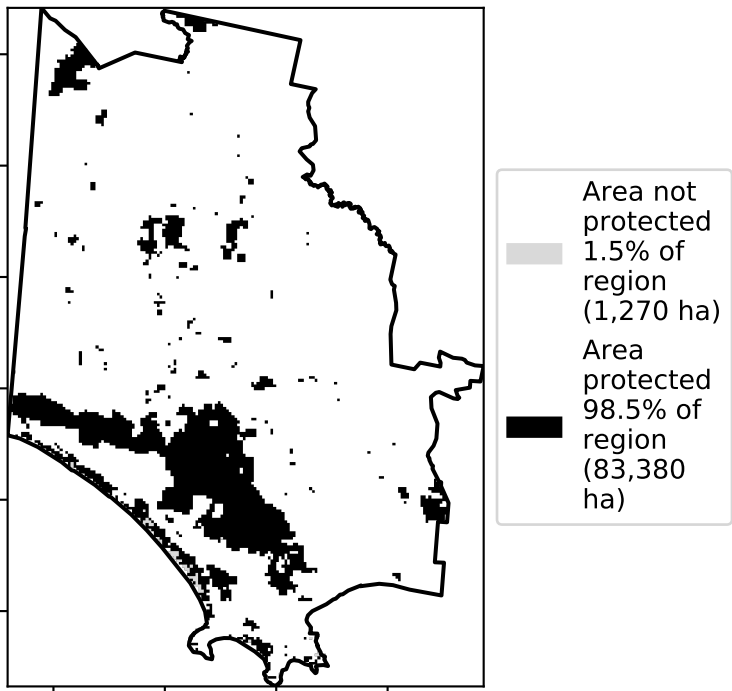 Area not
protected
1.5% of
region
(1,270 ha)
Area
protected
98.5% of
region
(83,380
ha)